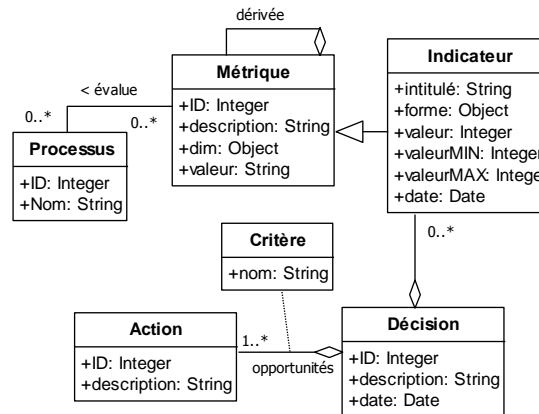 dérivée
Métrique
+ID: Integer
+description: String
+dim: Object
+valeur: String
Indicateur
+intitulé: String
+forme: Object
+valeur: Integer
+valeurMIN: Integer
+valeurMAX: Integer
+date: Date
< évalue
0..*
0..*
Processus
+ID: Integer
+Nom: String
0..*
Critère
+nom: String
Action
+ID: Integer
+description: String
1..*
opportunités
Décision
+ID: Integer
+description: String
+date: Date